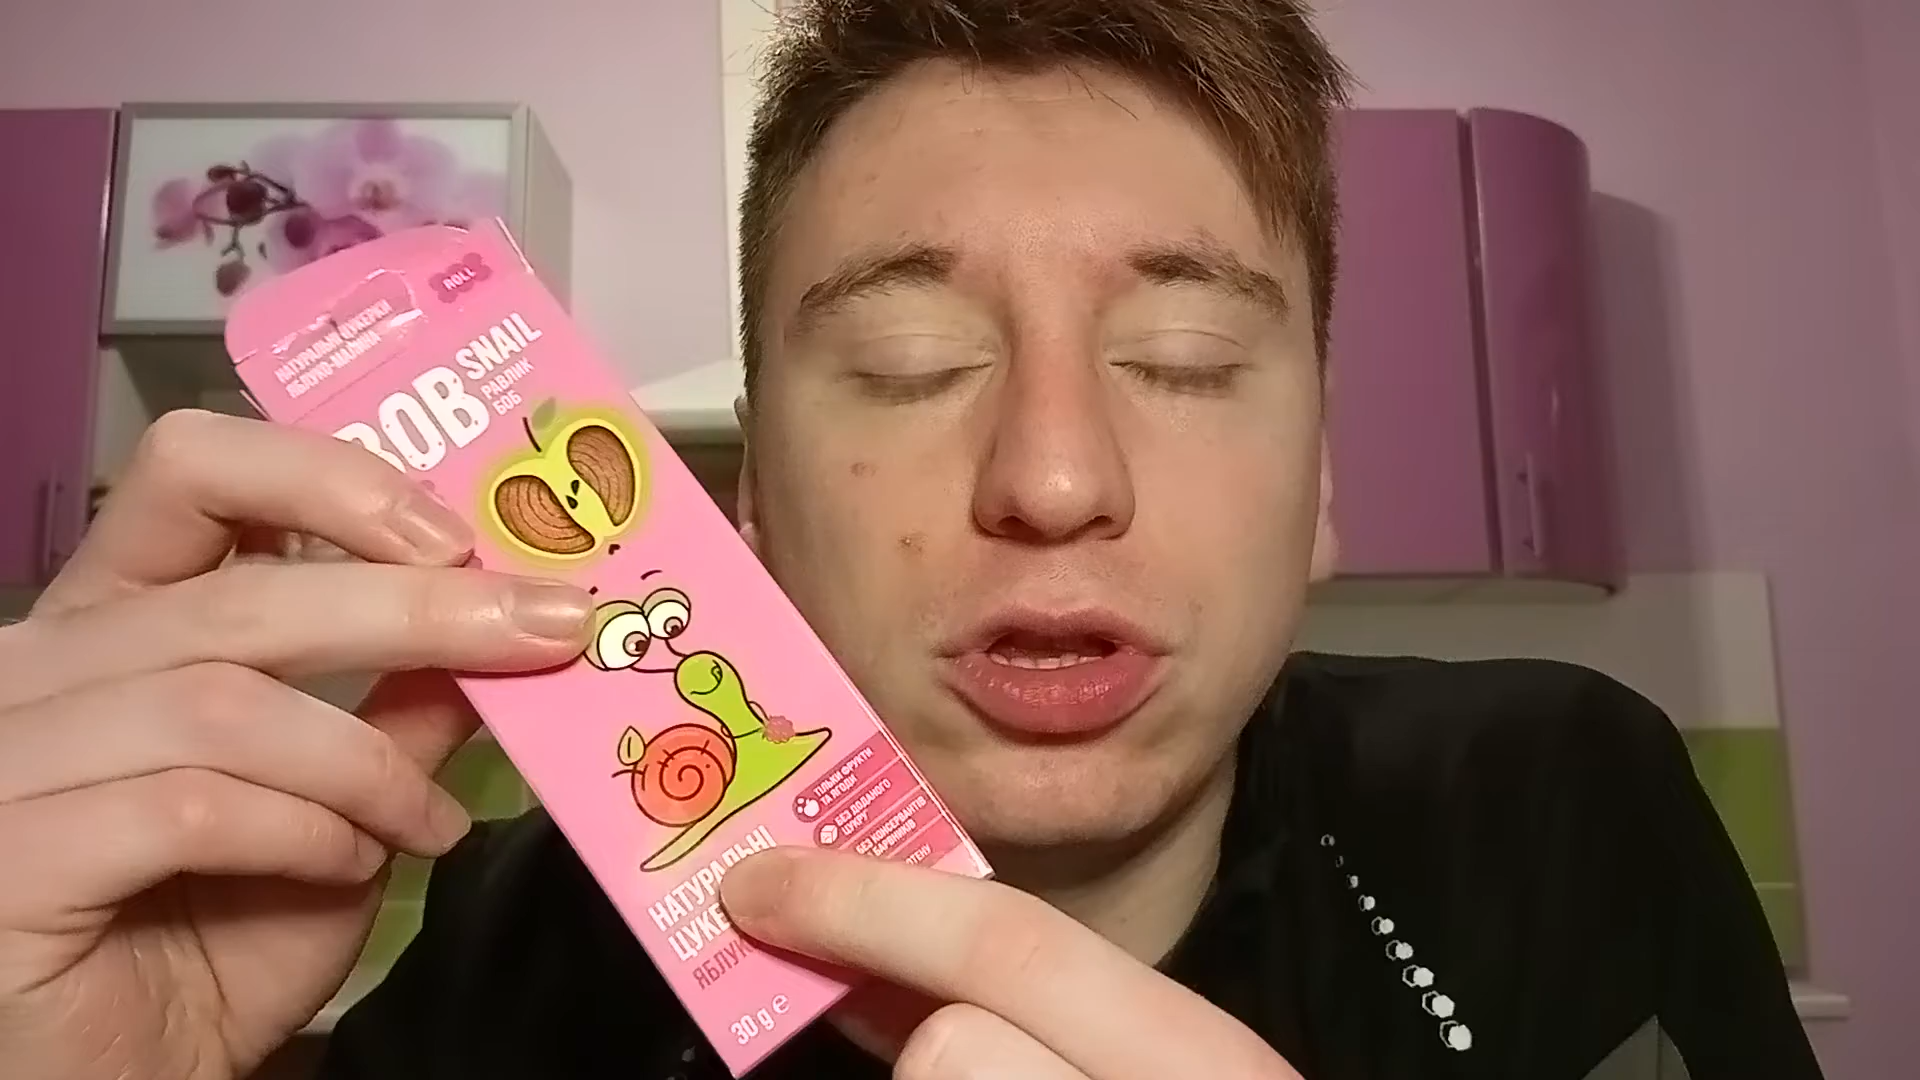 ROLL
НАТУРАЛЬНІ ЦУКЕРКИ
ЯБЛУКО-МАЛИНА
BOB SNAIL
РАВЛИК
БОБ
ТІЛЬКИ ФРУКТИ
ТА ЯГОДИ
БЕЗ ДОДАНОГО
ЦУКРУ
БЕЗ КОНСЕРВАНТІВ
БАРВНИКІВ
НАТУРАЛЬНІ
ЦУКЕ
ЯБЛУК
30 g ℮